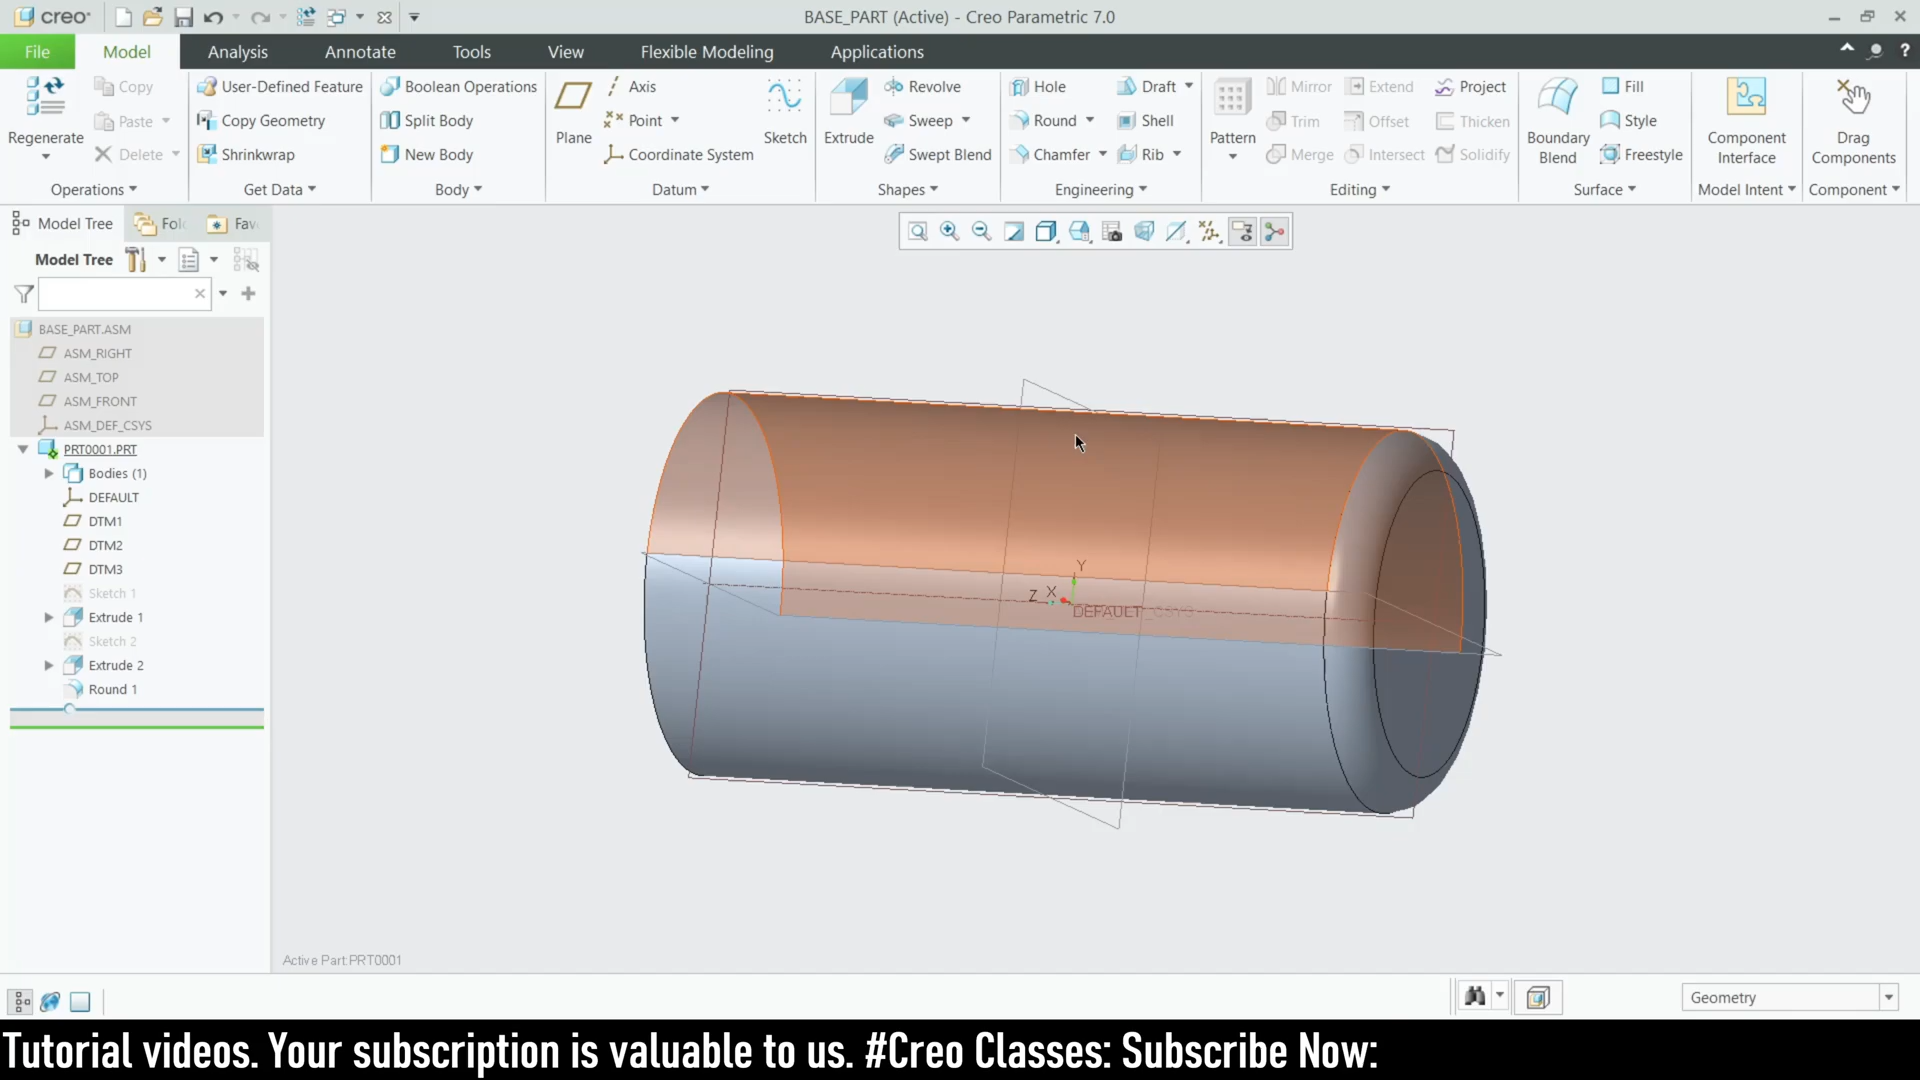 creo
BASE_PART (Active) - Creo Parametric 7.0
File Model Analysis Annotate Tools View Flexible Modeling Applications
Regenerate
Copy
Paste
Delete
Operations
User-Defined Feature
Copy Geometry
Shrinkwrap
Get Data
Boolean Operations
Split Body
New Body
Body
Plane
Axis
Point
Coordinate System
Sketch
Datum
Extrude
Revolve
Sweep
Swept Blend
Shapes
Hole
Round
Chamfer
Draft
Shell
Rib
Engineering
Pattern
Mirror
Trim
Merge
Extend
Offset
Intersect
Project
Thicken
Solidify
Editing
Boundary
Blend
Fill
Style
Freestyle
Surface
Component
Interface
Model Intent
Drag
Components
Component
Model Tree
Fav
Model Tree
BASE_PART.ASM
ASM_RIGHT
ASM_TOP
ASM_FRONT
ASM_DEF_CSYS
PRT0001.PRT
Bodies (1)
DEFAULT
DTM1
DTM2
DTM3
Sketch 1
Extrude 1
Sketch 2
Extrude 2
Round 1
Y
Z X
DEFAULT_CSYS
Active Part:PRT0001
Geometry
Tutorial videos. Your subscription is valuable to us. #Creo Classes: Subscribe Now: